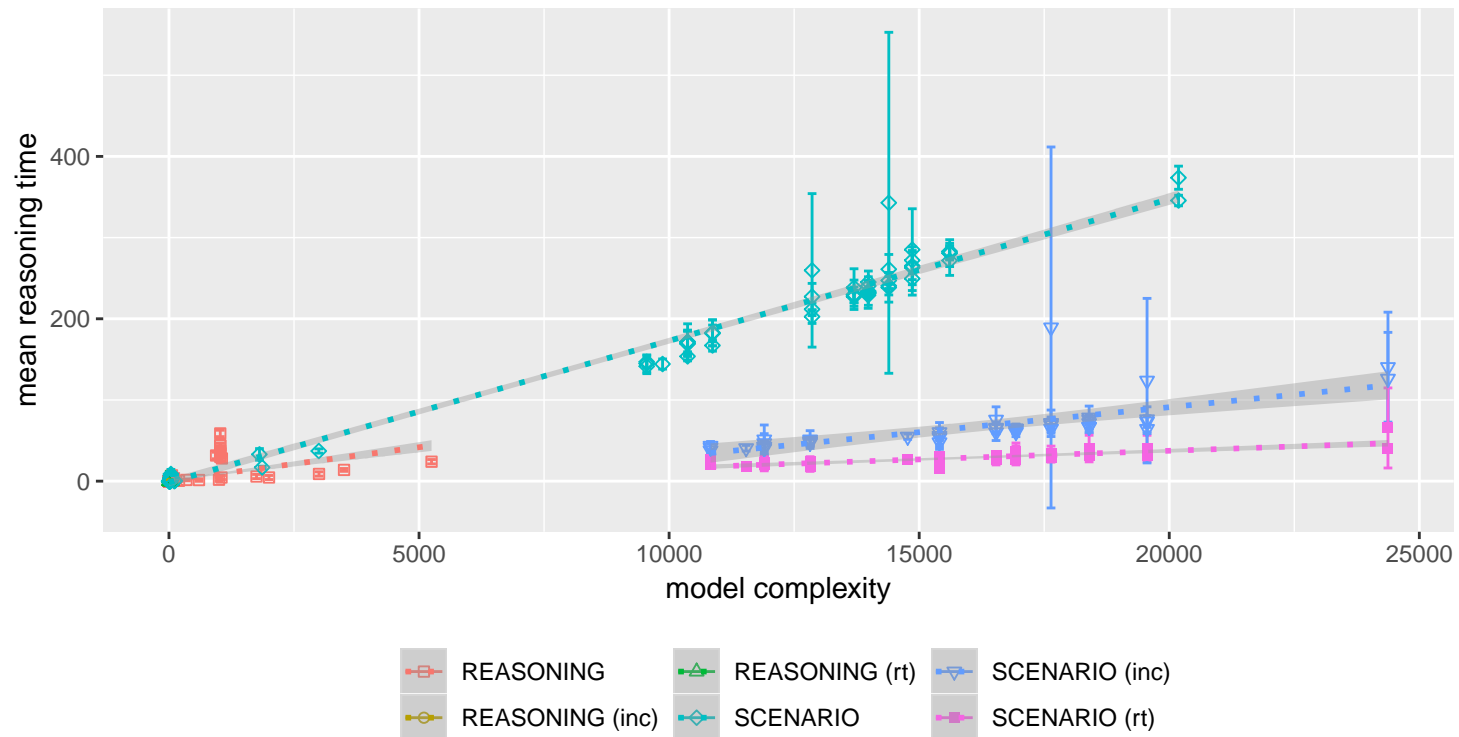 400
200
0
mean reasoning time
0 5000 10000 15000 20000 25000
model complexity
REASONING REASONING (rt) SCENARIO (inc)
REASONING (inc) SCENARIO SCENARIO (rt)